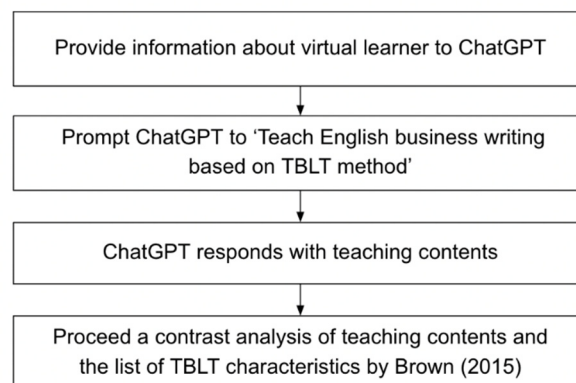 Provide information about virtual learner to ChatGPT
Prompt ChatGPT to ‘Teach English business writing
based on TBLT method’
ChatGPT responds with teaching contents
Proceed a contrast analysis of teaching contents and
the list of TBLT characteristics by Brown (2015)